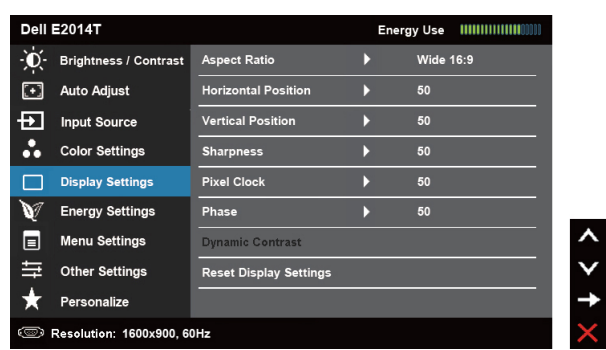 Dell E2014T Energy Use
Brightness / Contrast Aspect Ratio Wide 16:9
Auto Adjust Horizontal Position 50
Input Source Vertical Position 50
Color Settings Sharpness 50
Display Settings Pixel Clock 50
Energy Settings Phase 50
Menu Settings Dynamic Contrast
Other Settings Reset Display Settings
Personalize
Resolution: 1600x900, 60Hz